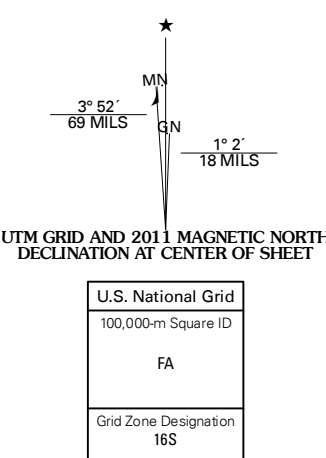 MN
3° 52´
69 MILS
GN
1° 2´
18 MILS
UTM GRID AND 2011 MAGNETIC NORTH
DECLINATION AT CENTER OF SHEET
U.S. National Grid
100,000-m Square ID
FA
Grid Zone Designation
16S